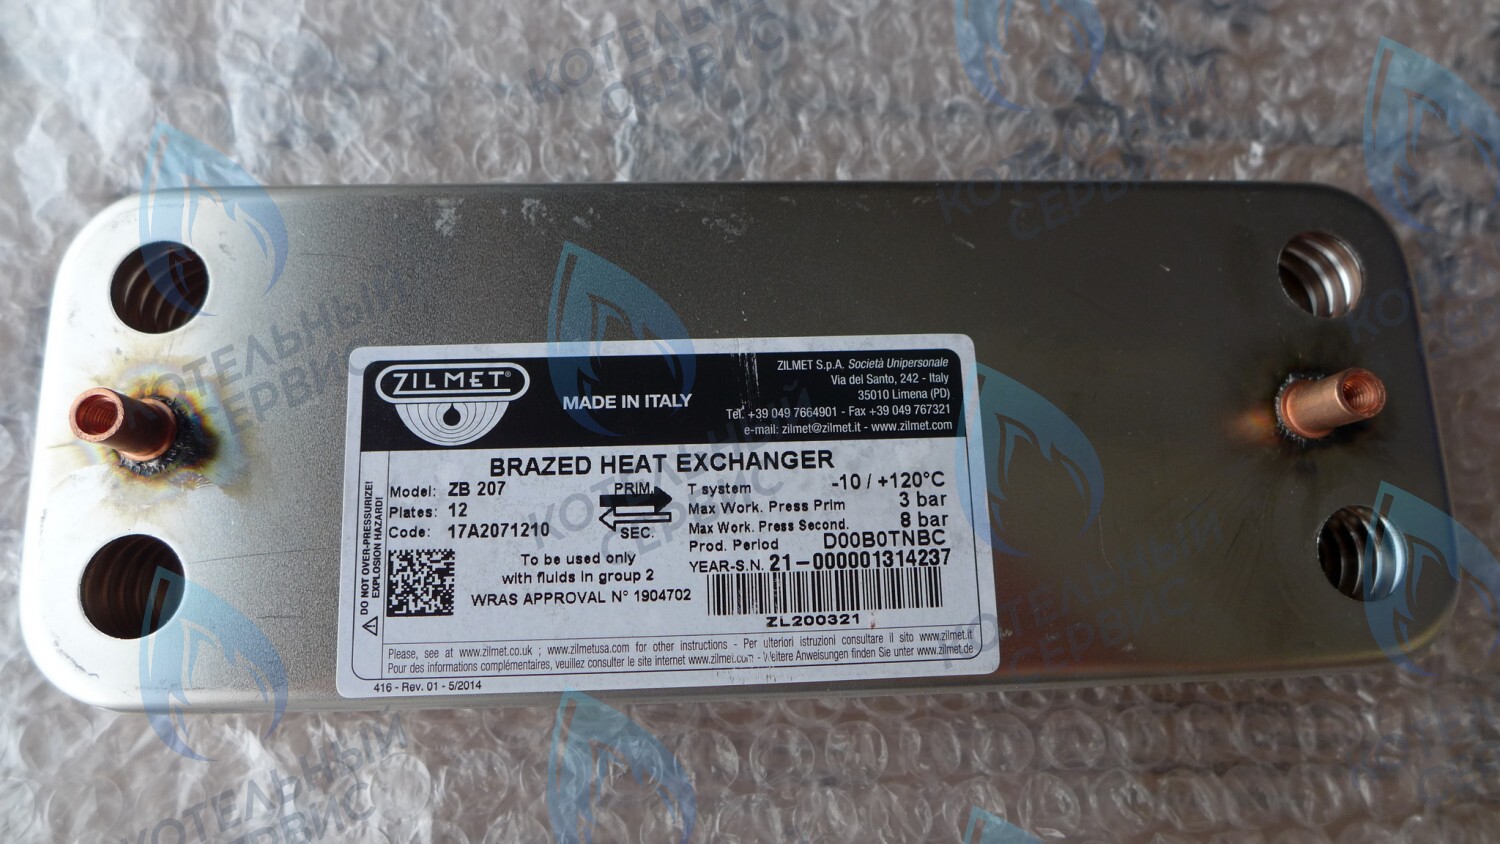 КОТЕЛЬНЫЙ
СЕРВИС
ZILMET®
MADE IN ITALY
ZILMET S.p.A. Società Unipersonale
Via del Santo, 242 - Italy
35010 Limena (PD)
Tel. +39 049 7664901 - Fax +39 049 767321
e-mail: zilmet@zilmet.it - www.zilmet.com
DO NOT OVER-PRESSURIZE!
EXPLOSION HAZARD!
BRAZED HEAT EXCHANGER
Model: ZB 207
Plates: 12
Code: 17A2071210
PRIM.
SEC.
T system -10 / +120°C
Max Work. Press Prim 3 bar
Max Work. Press Second. 8 bar
Prod. Period D00B0TNBC
YEAR-S.N. 21-000001314237
To be used only
with fluids in group 2
WRAS APPROVAL N° 1904702
ZL200321
Please, see at www.zilmet.co.uk ; www.zilmetusa.com for other instructions - Per ulteriori istruzioni consultare il sito www.zilmet.it
Pour des informations complémentaires, veuillez consulter le site internet www.zilmet.com - Weitere Anweisungen finden Sie unter www.zilmet.de
416 - Rev. 01 - 5/2014